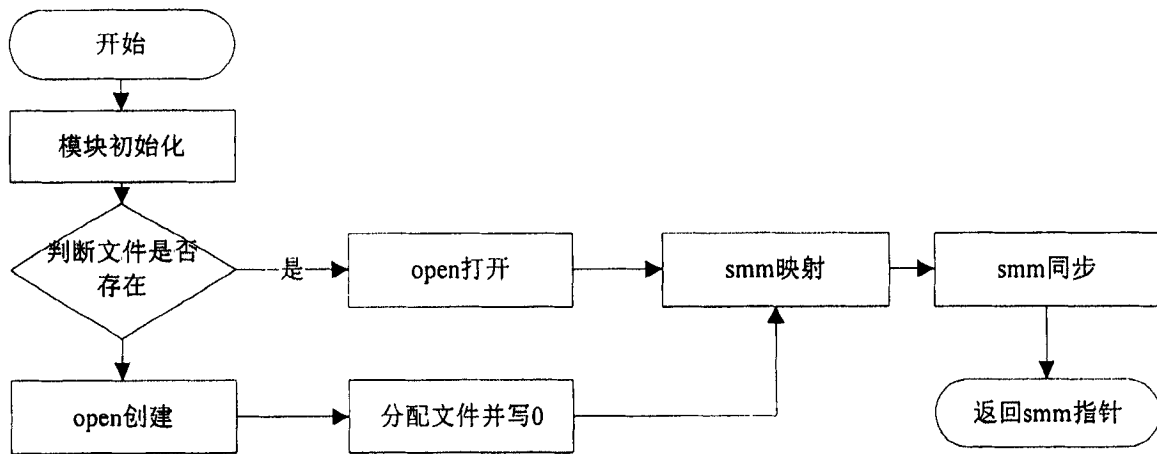 开始
模块初始化
判断文件是否
存在
是
open打开
smm映射
smm同步
open创建
分配文件并写0
返回smm指针